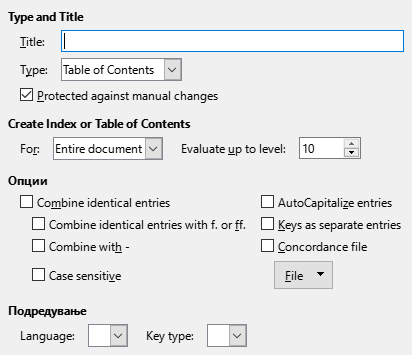 Type and Title
Title:
Type: Table of Contents
Protected against manual changes
Create Index or Table of Contents
For: Entire document Evaluate up to level: 10
Опции
Combine identical entries AutoCapitalize entries
Combine identical entries with f. or ff. Keys as separate entries
Combine with - Concordance file
Case sensitive File
Подредување
Language: Key type: